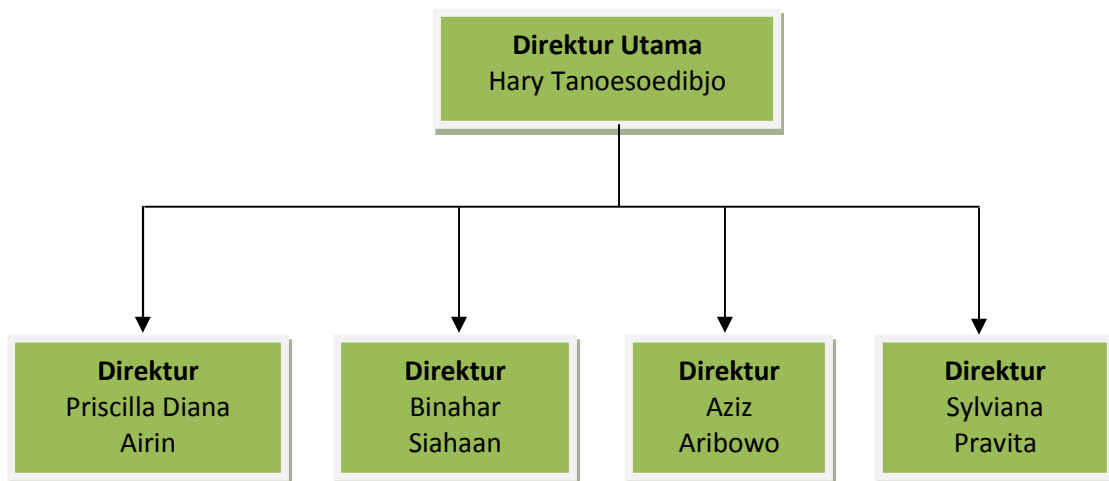 Direktur Utama
Hary Tanoesoedibjo
Direktur
Priscilla Diana
Airin
Direktur
Binahar
Siahaan
Direktur
Aziz
Aribowo
Direktur
Sylviana
Pravita